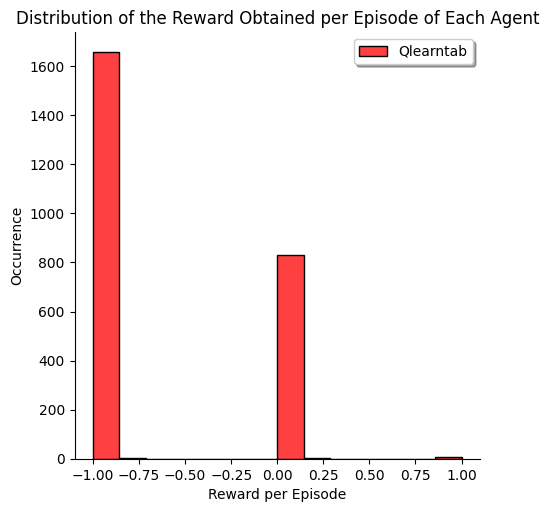 Distribution of the Reward Obtained per Episode of Each Agent
Qlearntab
1600
1400
1200
1000
800
600
400
200
0
Occurrence
−1.00 −0.75 −0.50 −0.25 0.00 0.25 0.50 0.75 1.00
Reward per Episode